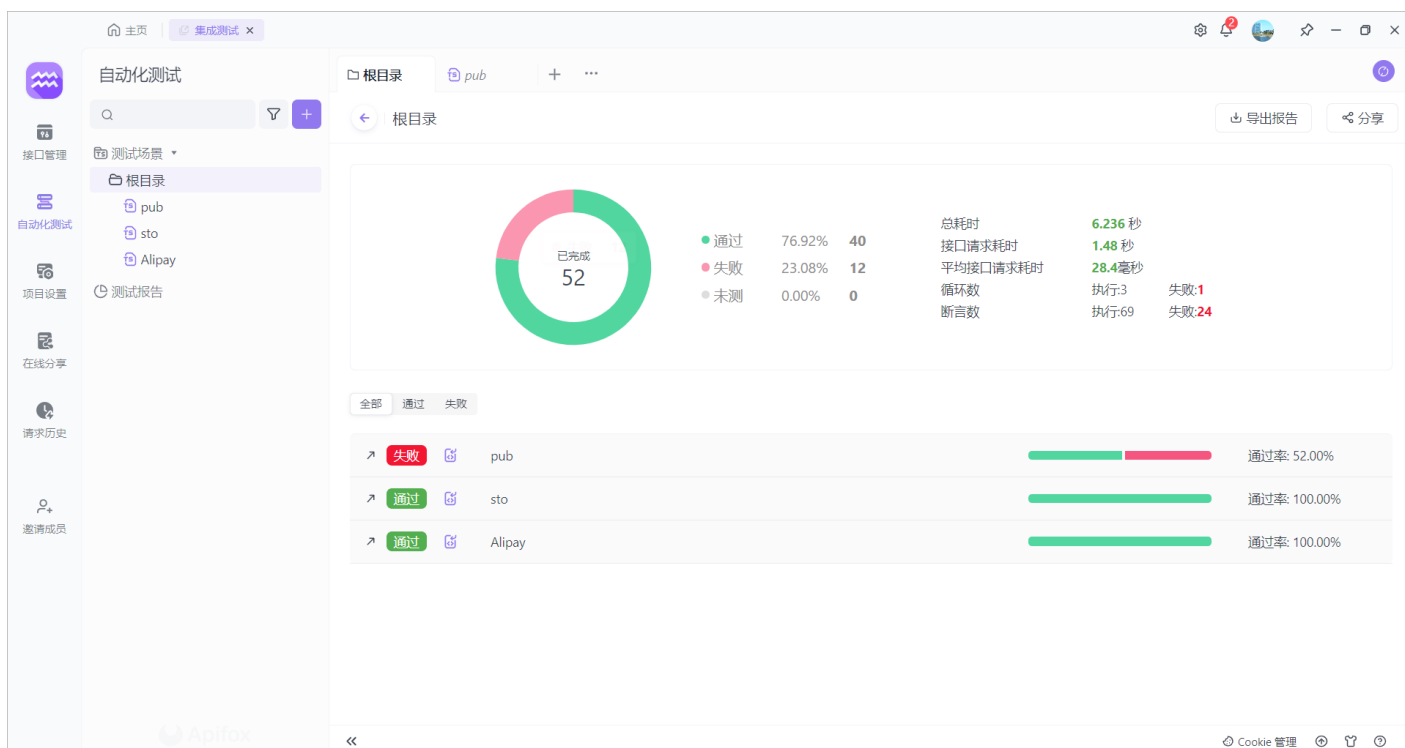 主页
集成测试
2
自动化测试
根目录
pub
根目录
导出报告
分享
接口管理
自动化测试
项目设置
在线分享
请求历史
邀请成员
测试场景
根目录
pub
sto
Alipay
测试报告
已完成
52
通过 76.92% 40
失败 23.08% 12
未测 0.00% 0
总耗时 6.236 秒
接口请求耗时 1.48 秒
平均接口请求耗时 28.4毫秒
循环数 执行:3 失败:1
断言数 执行:69 失败:24
全部 通过 失败
失败 pub 通过率: 52.00%
通过 sto 通过率: 100.00%
通过 Alipay 通过率: 100.00%
Apifox
Cookie 管理